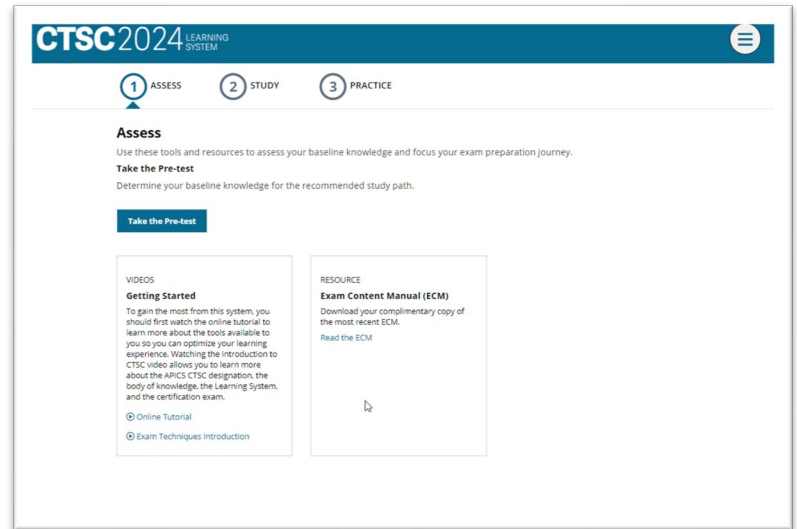 CTSC2024 LEARNING SYSTEM
1 ASSESS 2 STUDY 3 PRACTICE
Assess
Use these tools and resources to assess your baseline knowledge and focus your exam preparation journey.
Take the Pre-test
Determine your baseline knowledge for the recommended study path.
Take the Pre-test
VIDEOS
Getting Started
To gain the most from this system, you
should first watch the online tutorial to
learn more about the tools available to
you so you can optimize your learning
experience. Watching the introduction to
CTSC video allows you to learn more
about the APICS CTSC designation, the
body of knowledge, the Learning System,
and the certification exam.
Online Tutorial
Exam Techniques Introduction
RESOURCE
Exam Content Manual (ECM)
Download your complimentary copy of
the most recent ECM.
Read the ECM